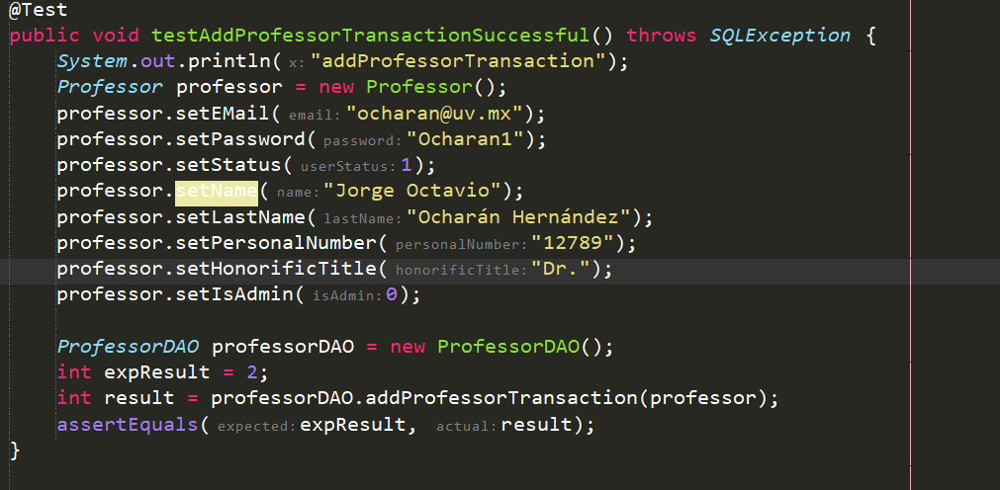 @Test
public void testAddProfessorTransactionSuccessful() throws SQLException {
System.out.println( x: "addProfessorTransaction");
Professor professor = new Professor();
professor.setEMail( email: "ocharan@uv.mx");
professor.setPassword( password: "Ocharan1");
professor.setStatus( userStatus: 1);
professor.setName( name: "Jorge Octavio");
professor.setLastName( lastName: "Ocharán Hernández");
professor.setPersonalNumber( personalNumber: "12789");
professor.setHonorificTitle( honorificTitle: "Dr.");
professor.setIsAdmin( isAdmin: 0);
ProfessorDAO professorDAO = new ProfessorDAO();
int expResult = 2;
int result = professorDAO.addProfessorTransaction(professor);
assertEquals( expected: expResult, actual: result);
}